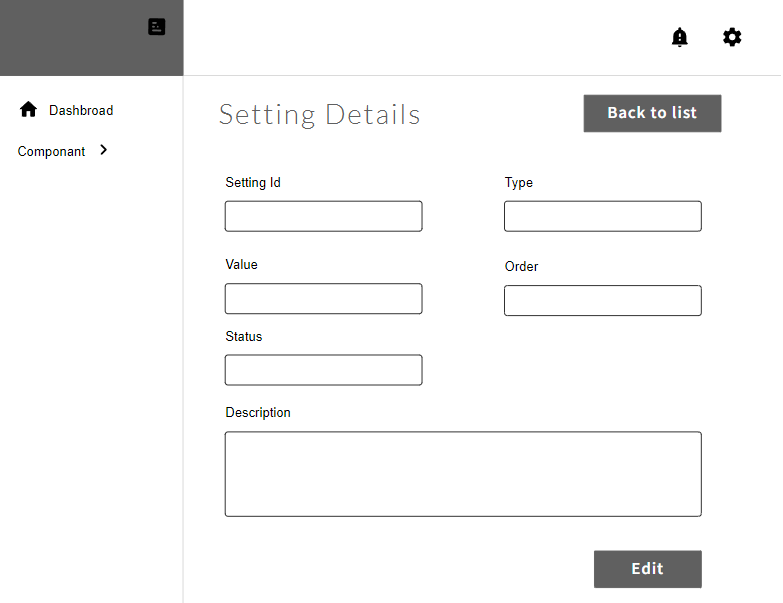 Dashbroad
Componant
Setting Details
Back to list
Setting Id
Type
Value
Order
Status
Description
Edit